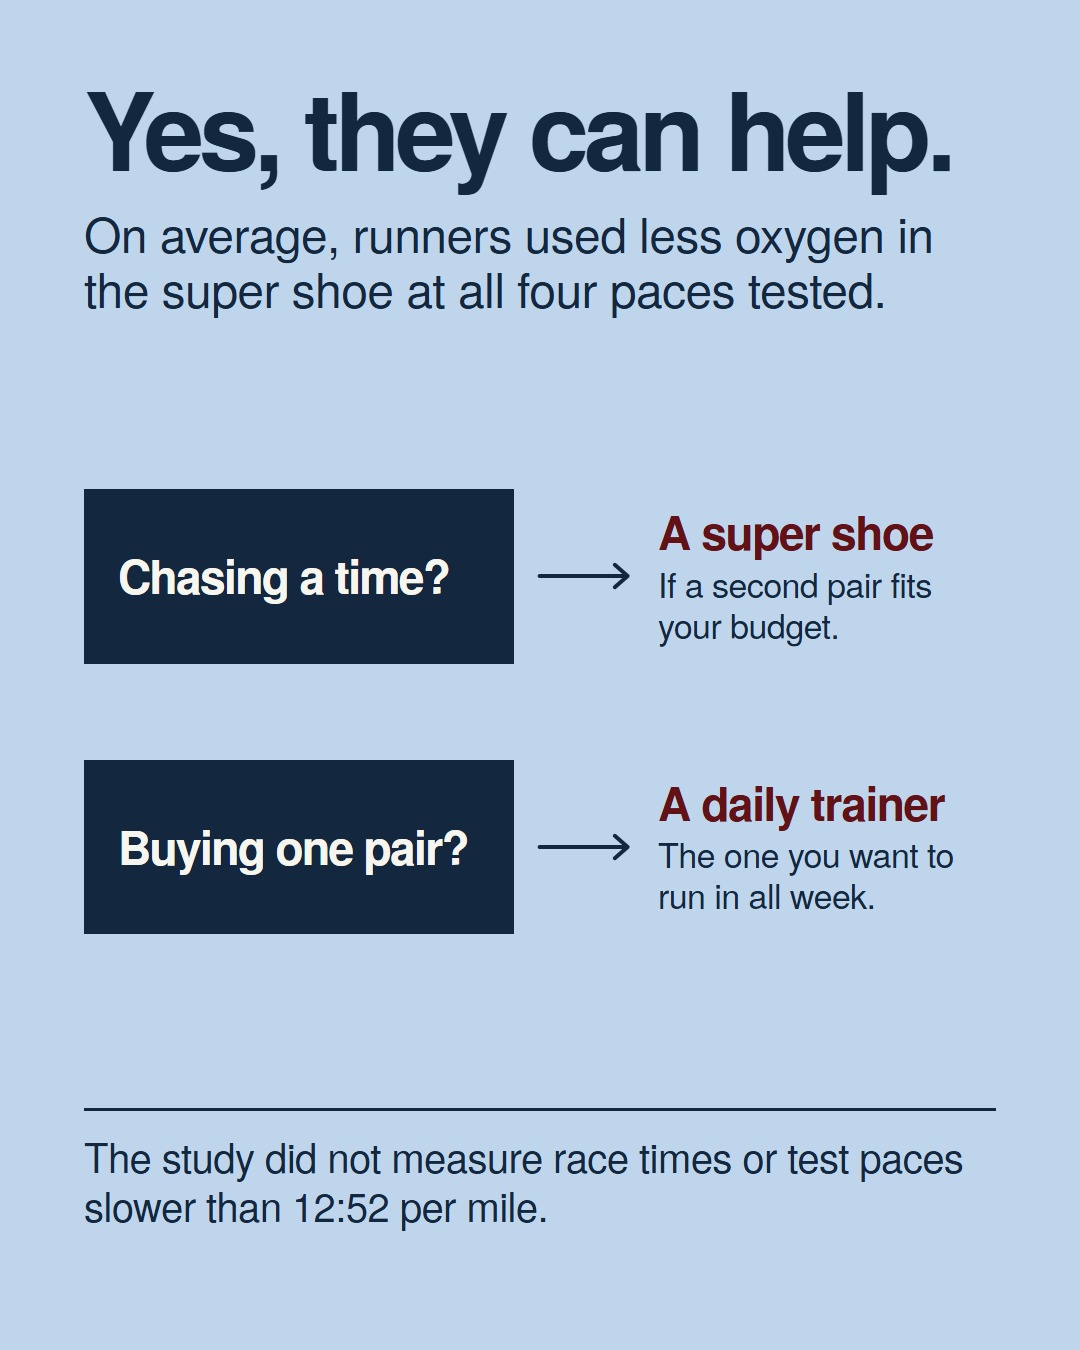 Yes, they can help.
On average, runners used less oxygen in
the super shoe at all four paces tested.
Chasing a time?
A super shoe
If a second pair fits
your budget.
Buying one pair?
A daily trainer
The one you want to
run in all week.
The study did not measure race times or test paces
slower than 12:52 per mile.